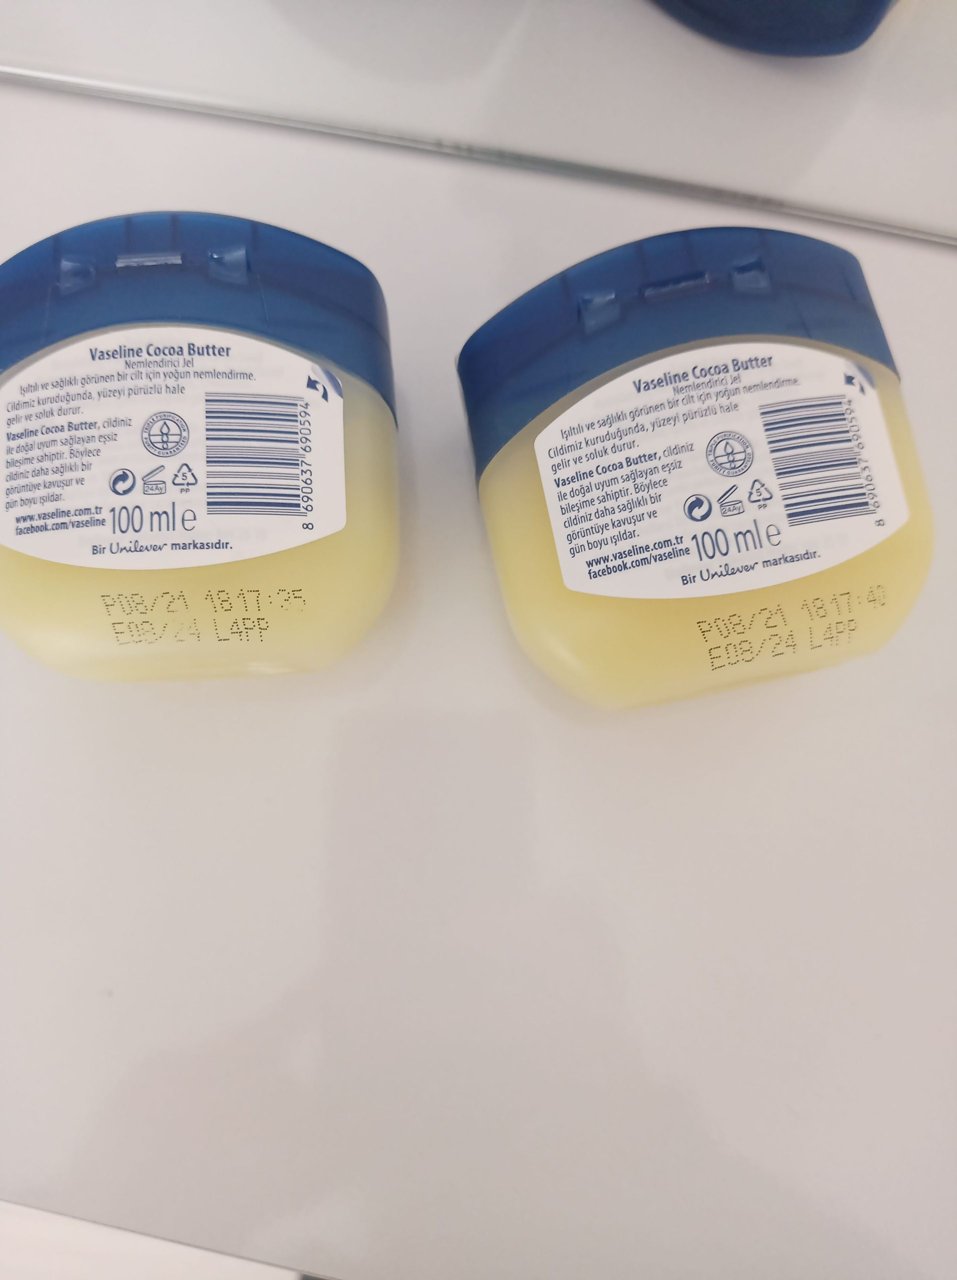 Vaseline Cocoa Butter
Nemlendirici Jel
Işıltılı ve sağlıklı görünen bir cilt için yoğun nemlendirme.
Cildimiz kuruduğunda, yüzeyi pürüzlü hale
gelir ve soluk durur.
Vaseline Cocoa Butter, cildiniz
ile doğal uyum sağlayan eşsiz
bileşime sahiptir. Böylece
cildiniz daha sağlıklı bir
görüntüye kavuşur ve
gün boyu ışıldar.
24Ay
5
PP
www.vaseline.com.tr
facebook.com/vaseline
100 ml e
Bir Unilever markasıdır.
8 690637 690594
P08/21 1817:35
E08/24 L4PP
Vaseline Cocoa Butter
Nemlendirici Jel
Işıltılı ve sağlıklı görünen bir cilt için yoğun nemlendirme.
Cildimiz kuruduğunda, yüzeyi pürüzlü hale
gelir ve soluk durur.
Vaseline Cocoa Butter, cildiniz
ile doğal uyum sağlayan eşsiz
bileşime sahiptir. Böylece
cildiniz daha sağlıklı bir
görüntüye kavuşur ve
gün boyu ışıldar.
24Ay
5
PP
www.vaseline.com.tr
facebook.com/vaseline
100 ml e
Bir Unilever markasıdır.
8 690637 690594
P08/21 1817:40
E08/24 L4PP